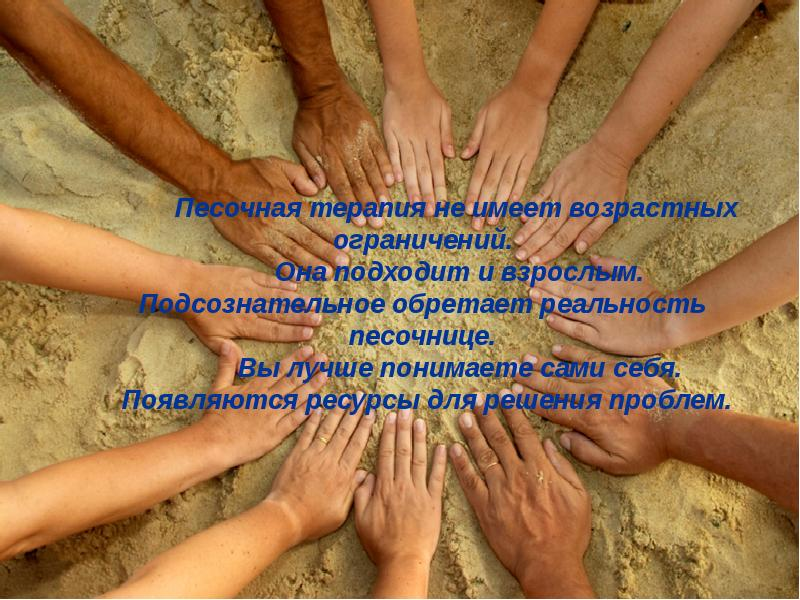 Песочная терапия не имеет возрастных
ограничений.
Она подходит и взрослым.
Подсознательное обретает реальность
песочнице.
Вы лучше понимаете сами себя.
Появляются ресурсы для решения проблем.